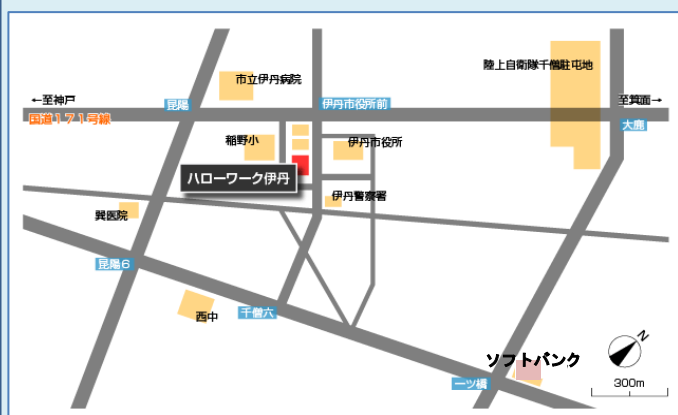 市立伊丹病院
陸上自衛隊千僧駐屯地
←至神戸
昆陽
伊丹市役所前
至箕面→
国道171号線
大鹿
稲野小
伊丹市役所
ハローワーク伊丹
伊丹警察署
巽医院
昆陽6
西中
千僧六
N
ソフトバンク
一ツ橋
300m